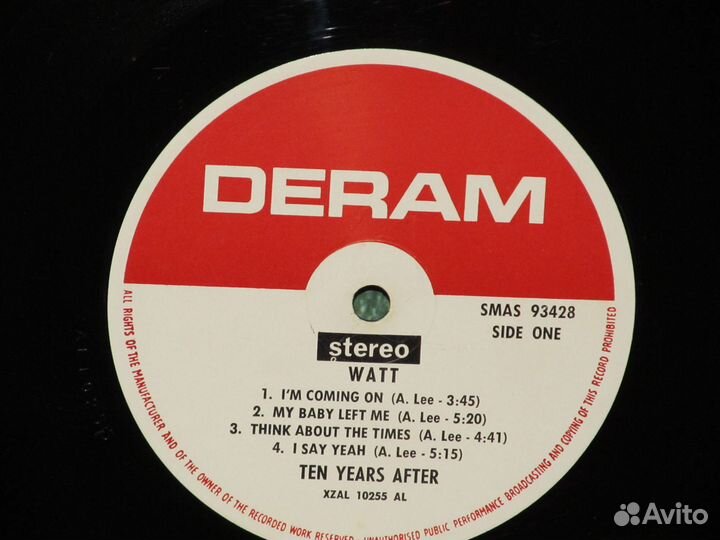 DERAM
SMAS 93428
SIDE ONE
stereo
WATT
1. I'M COMING ON (A. Lee - 3:45)
2. MY BABY LEFT ME (A. Lee - 5:20)
3. THINK ABOUT THE TIMES (A. Lee - 4:41)
4. I SAY YEAH (A. Lee - 5:15)
TEN YEARS AFTER
XZAL 10255 AL
ALL RIGHTS OF THE MANUFACTURER AND OF THE OWNER OF THE RECORDED WORK RESERVED - UNAUTHORISED PUBLIC PERFORMANCE BROADCASTING AND COPYING OF THIS RECORD PROHIBITED
Avito